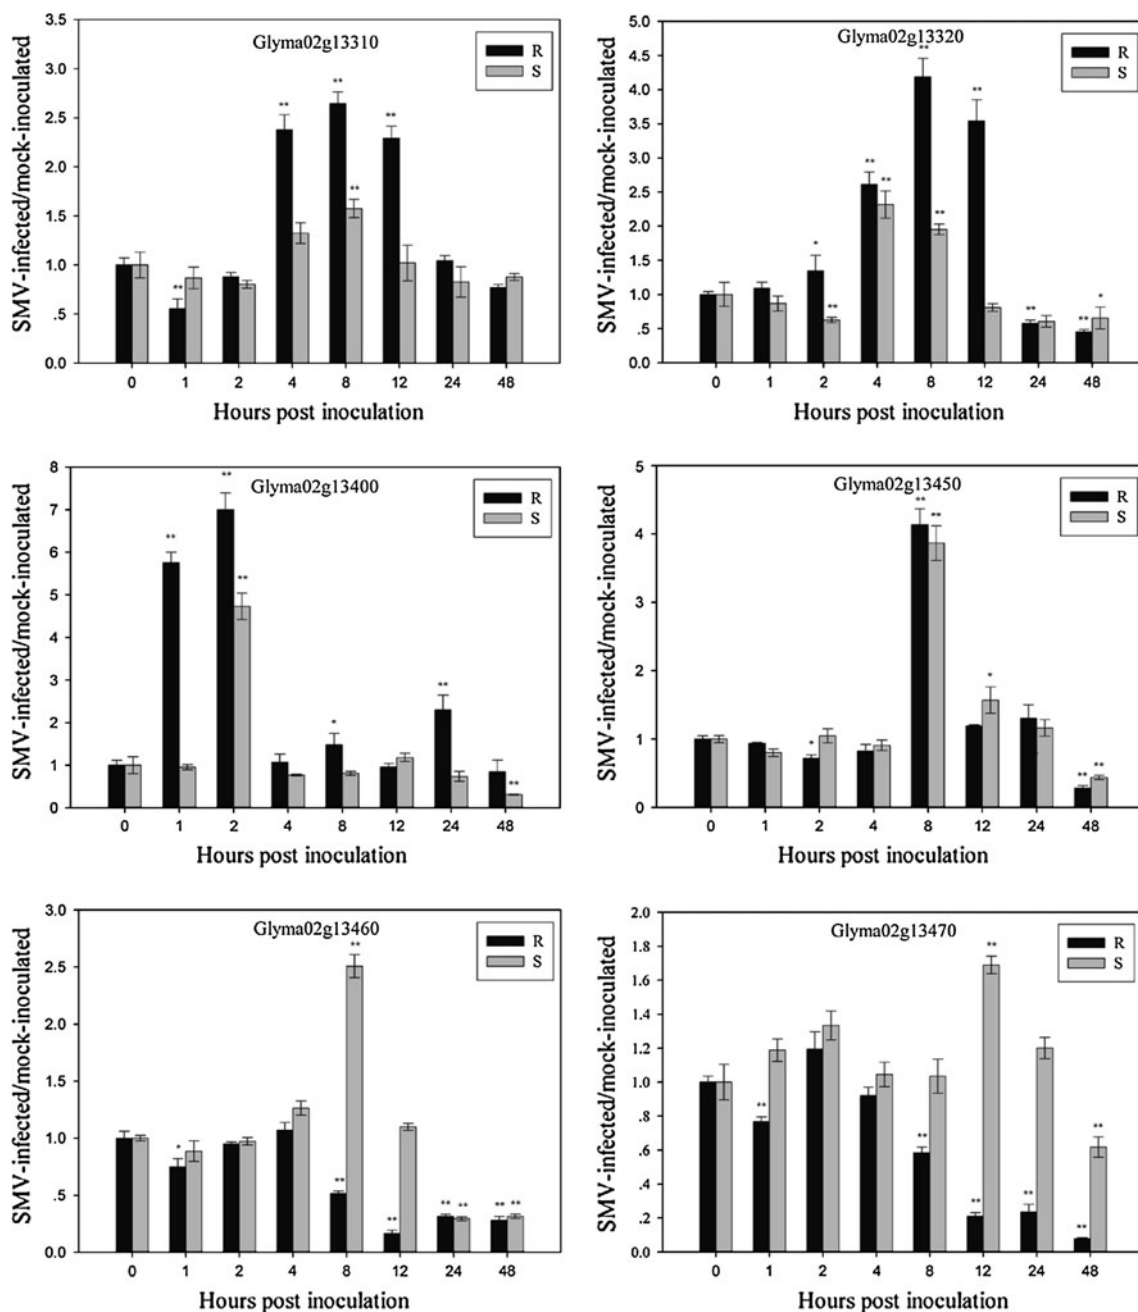 Glyma02g13310
SMV-infected/mock-inoculated
3.5
3.0
2.5
2.0
1.5
1.0
.5
0.0
R
S
**
**
**
**
**
0 1 2 4 8 12 24 48
Hours post inoculation
Glyma02g13320
SMV-infected/mock-inoculated
5.0
4.5
4.0
3.5
3.0
2.5
2.0
1.5
1.0
.5
0.0
R
S
*
**
**
**
**
**
**
**
**
*
0 1 2 4 8 12 24 48
Hours post inoculation
Glyma02g13400
SMV-infected/mock-inoculated
8
7
6
5
4
3
2
1
0
R
S
**
**
**
*
**
**
0 1 2 4 8 12 24 48
Hours post inoculation
Glyma02g13450
SMV-infected/mock-inoculated
5
4
3
2
1
0
R
S
*
**
**
*
**
**
0 1 2 4 8 12 24 48
Hours post inoculation
Glyma02g13460
SMV-infected/mock-inoculated
3.0
2.5
2.0
1.5
1.0
.5
0.0
R
S
*
**
**
**
**
**
**
**
0 1 2 4 8 12 24 48
Hours post inoculation
Glyma02g13470
SMV-infected/mock-inoculated
2.0
1.8
1.6
1.4
1.2
1.0
.8
.6
.4
.2
0.0
R
S
**
**
**
**
**
**
**
0 1 2 4 8 12 24 48
Hours post inoculation